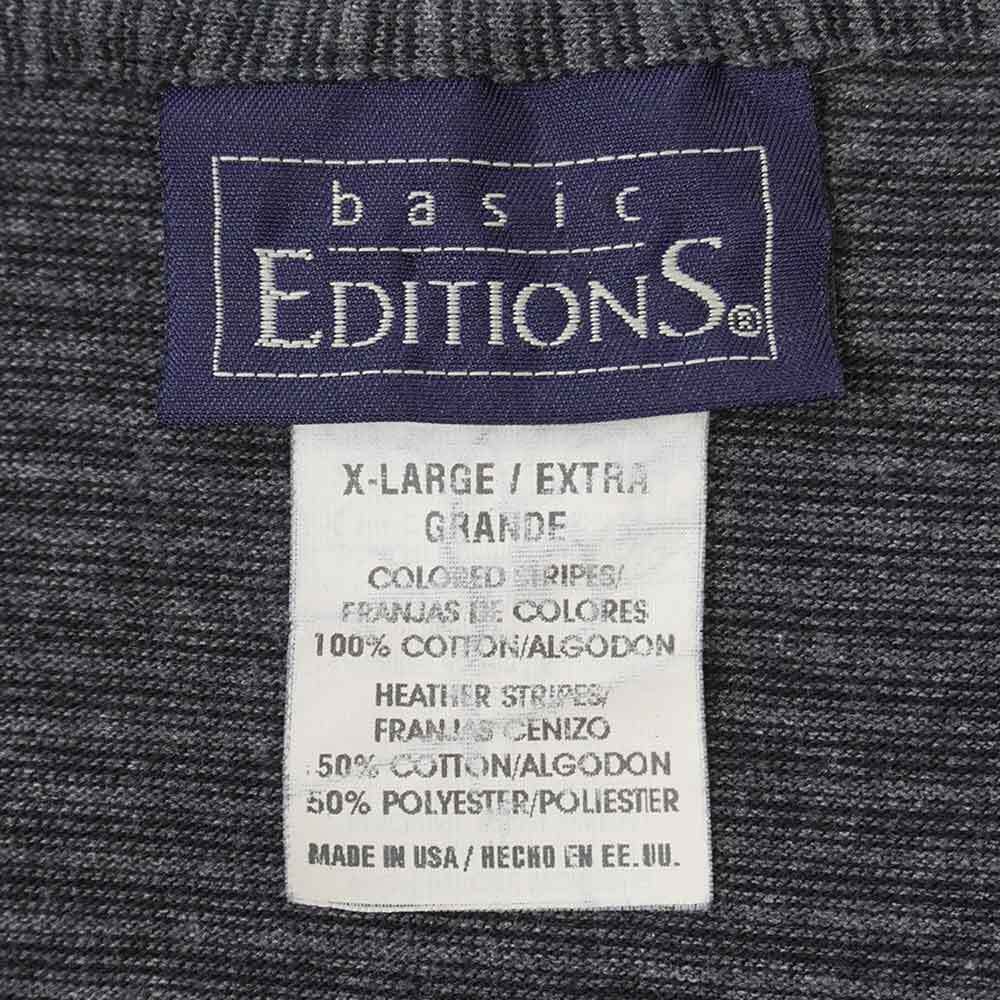 basic
EDITIONS®
X-LARGE / EXTRA
GRANDE
COLORED STRIPES/
FRANJAS DE COLORES
100% COTTON/ALGODON
HEATHER STRIPES/
FRANJAS CENIZO
50% COTTON/ALGODON
50% POLYESTER/POLIESTIER
MADE IN USA / HECHO EN EE.UU.